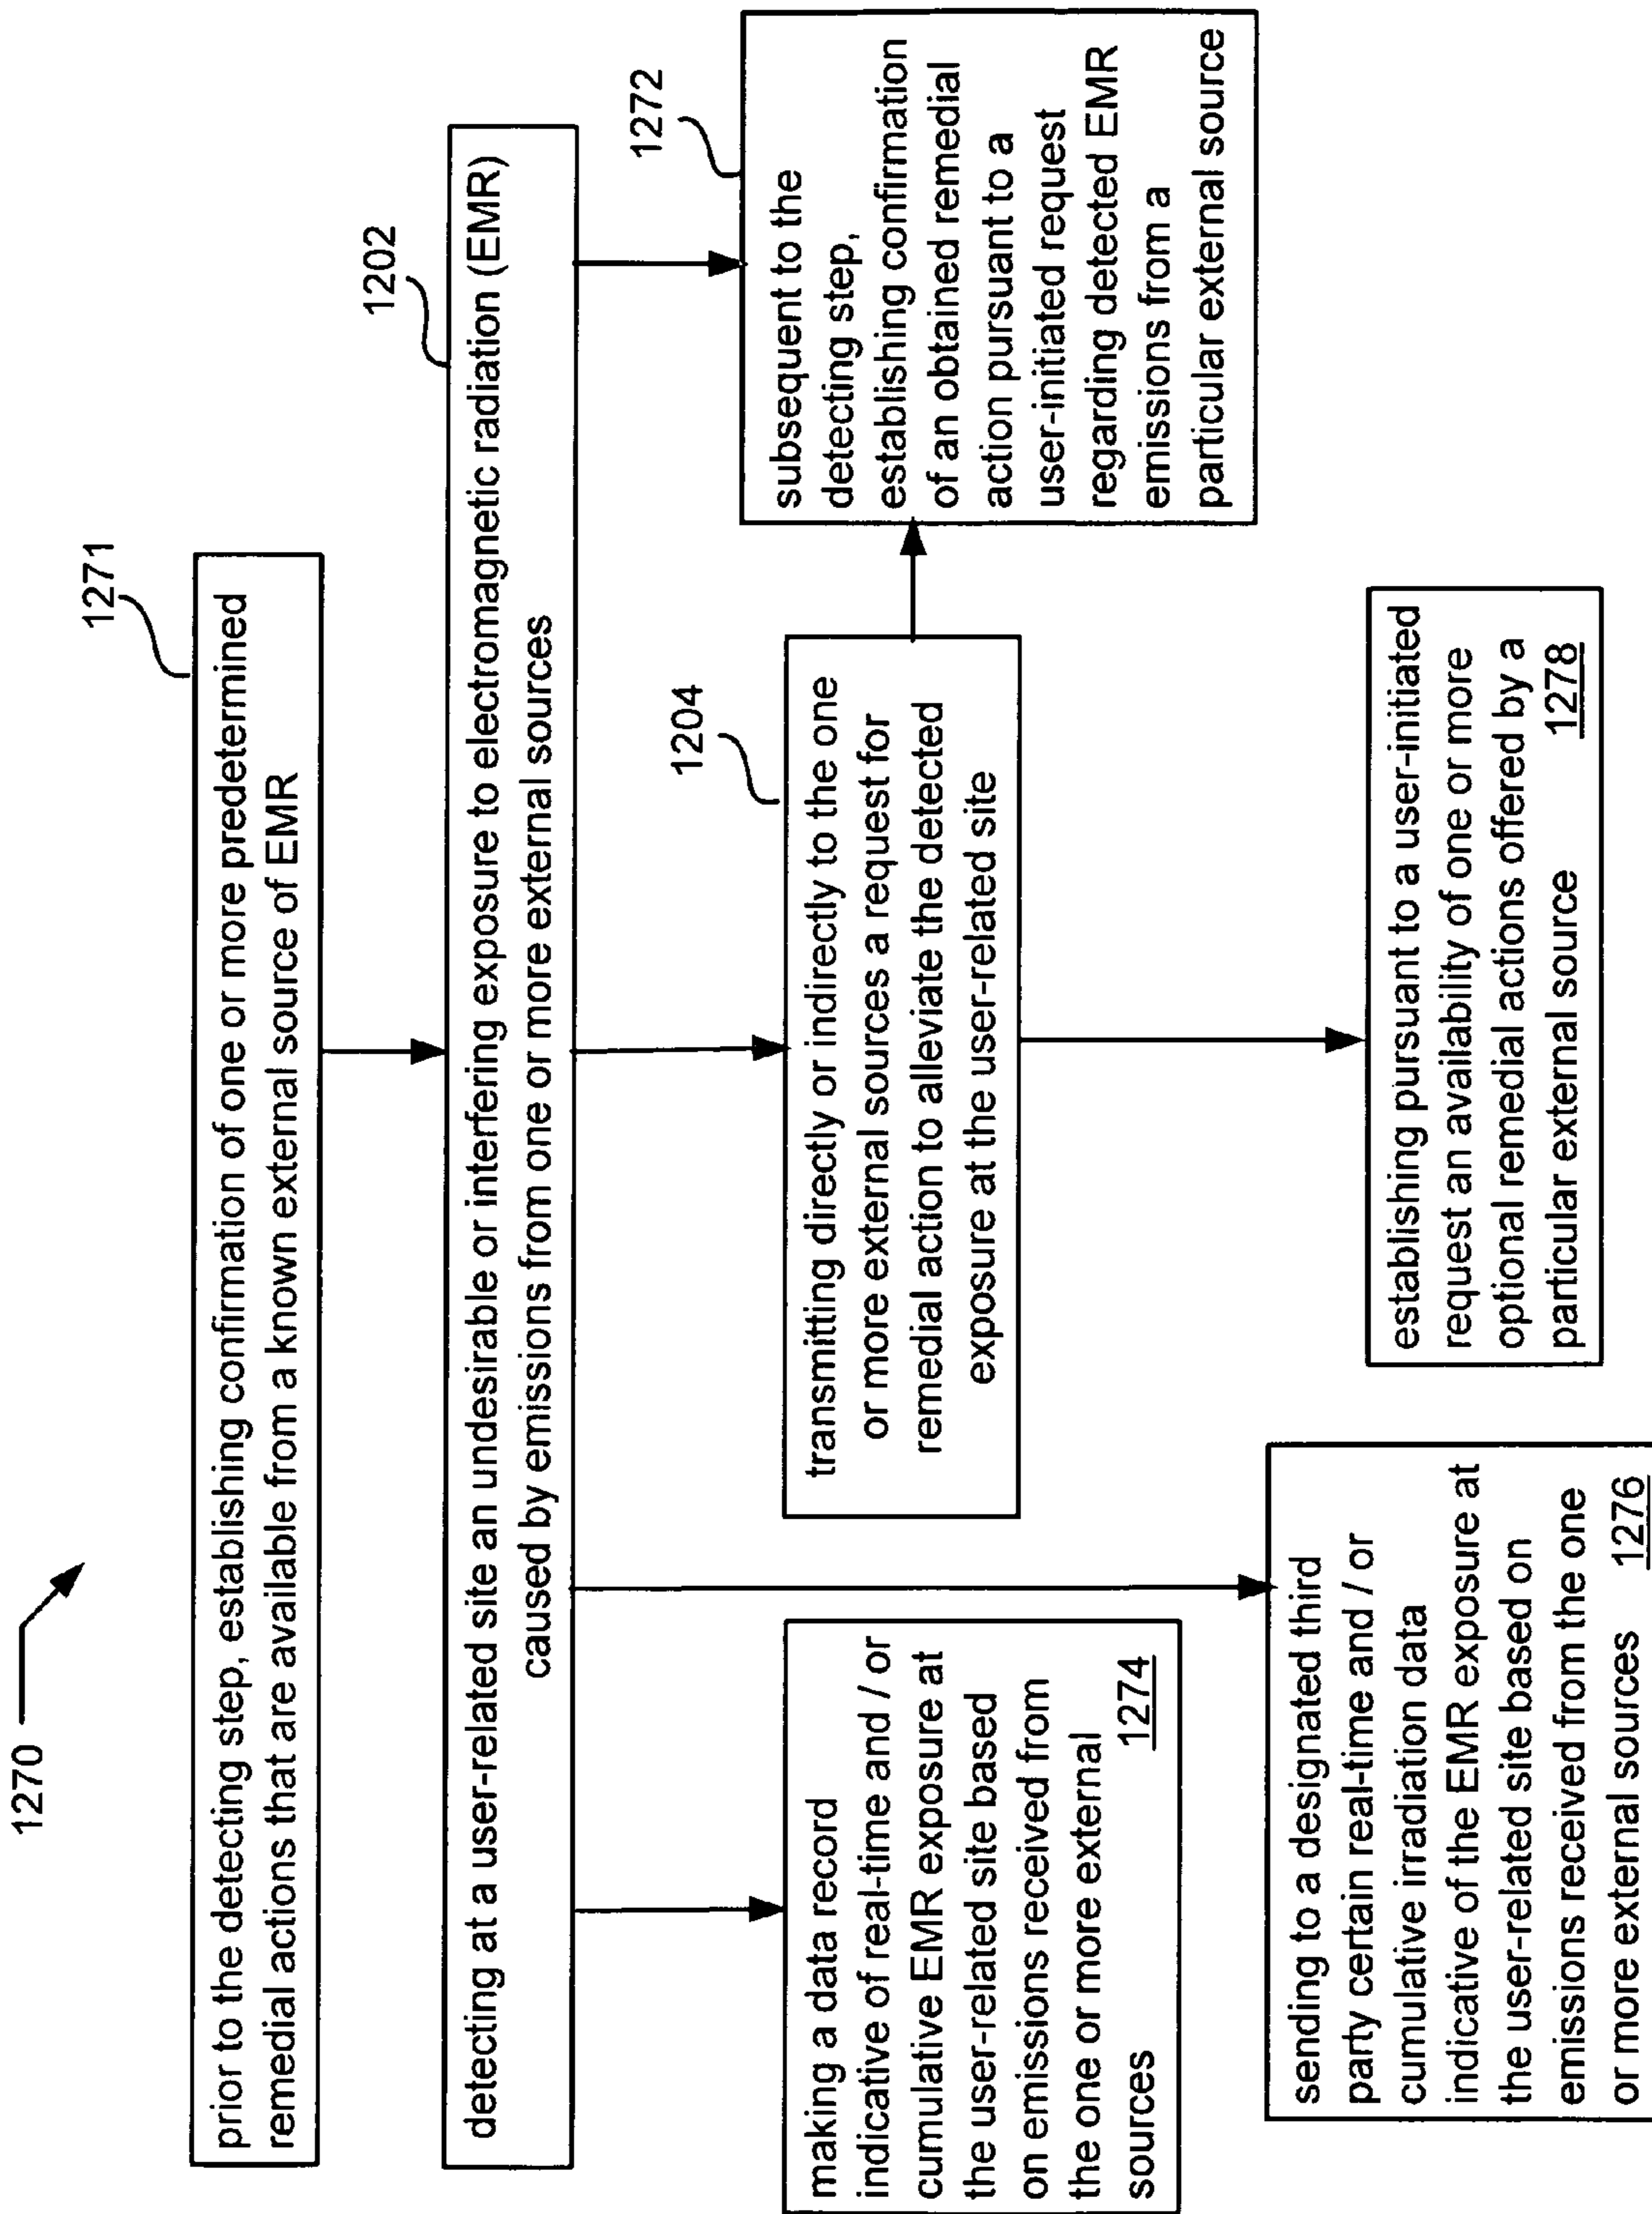 1270
1271
prior to the detecting step, establishing confirmation of one or more predetermined
remedial actions that are available from a known external source of EMR
1202
detecting at a user-related site an undesirable or interfering exposure to electromagnetic radiation (EMR)
caused by emissions from one or more external sources
making a data record
indicative of real-time and / or
cumulative EMR exposure at
the user-related site based
on emissions received from
the one or more external
sources 1274
1204
transmitting directly or indirectly to the one
or more external sources a request for
remedial action to alleviate the detected
exposure at the user-related site
1272
subsequent to the
detecting step,
establishing confirmation
of an obtained remedial
action pursuant to a
user-initiated request
regarding detected EMR
emissions from a
particular external source
sending to a designated third
party certain real-time and / or
cumulative irradiation data
indicative of the EMR exposure at
the user-related site based on
emissions received from the one
or more external sources 1276
establishing pursuant to a user-initiated
request an availability of one or more
optional remedial actions offered by a
particular external source 1278